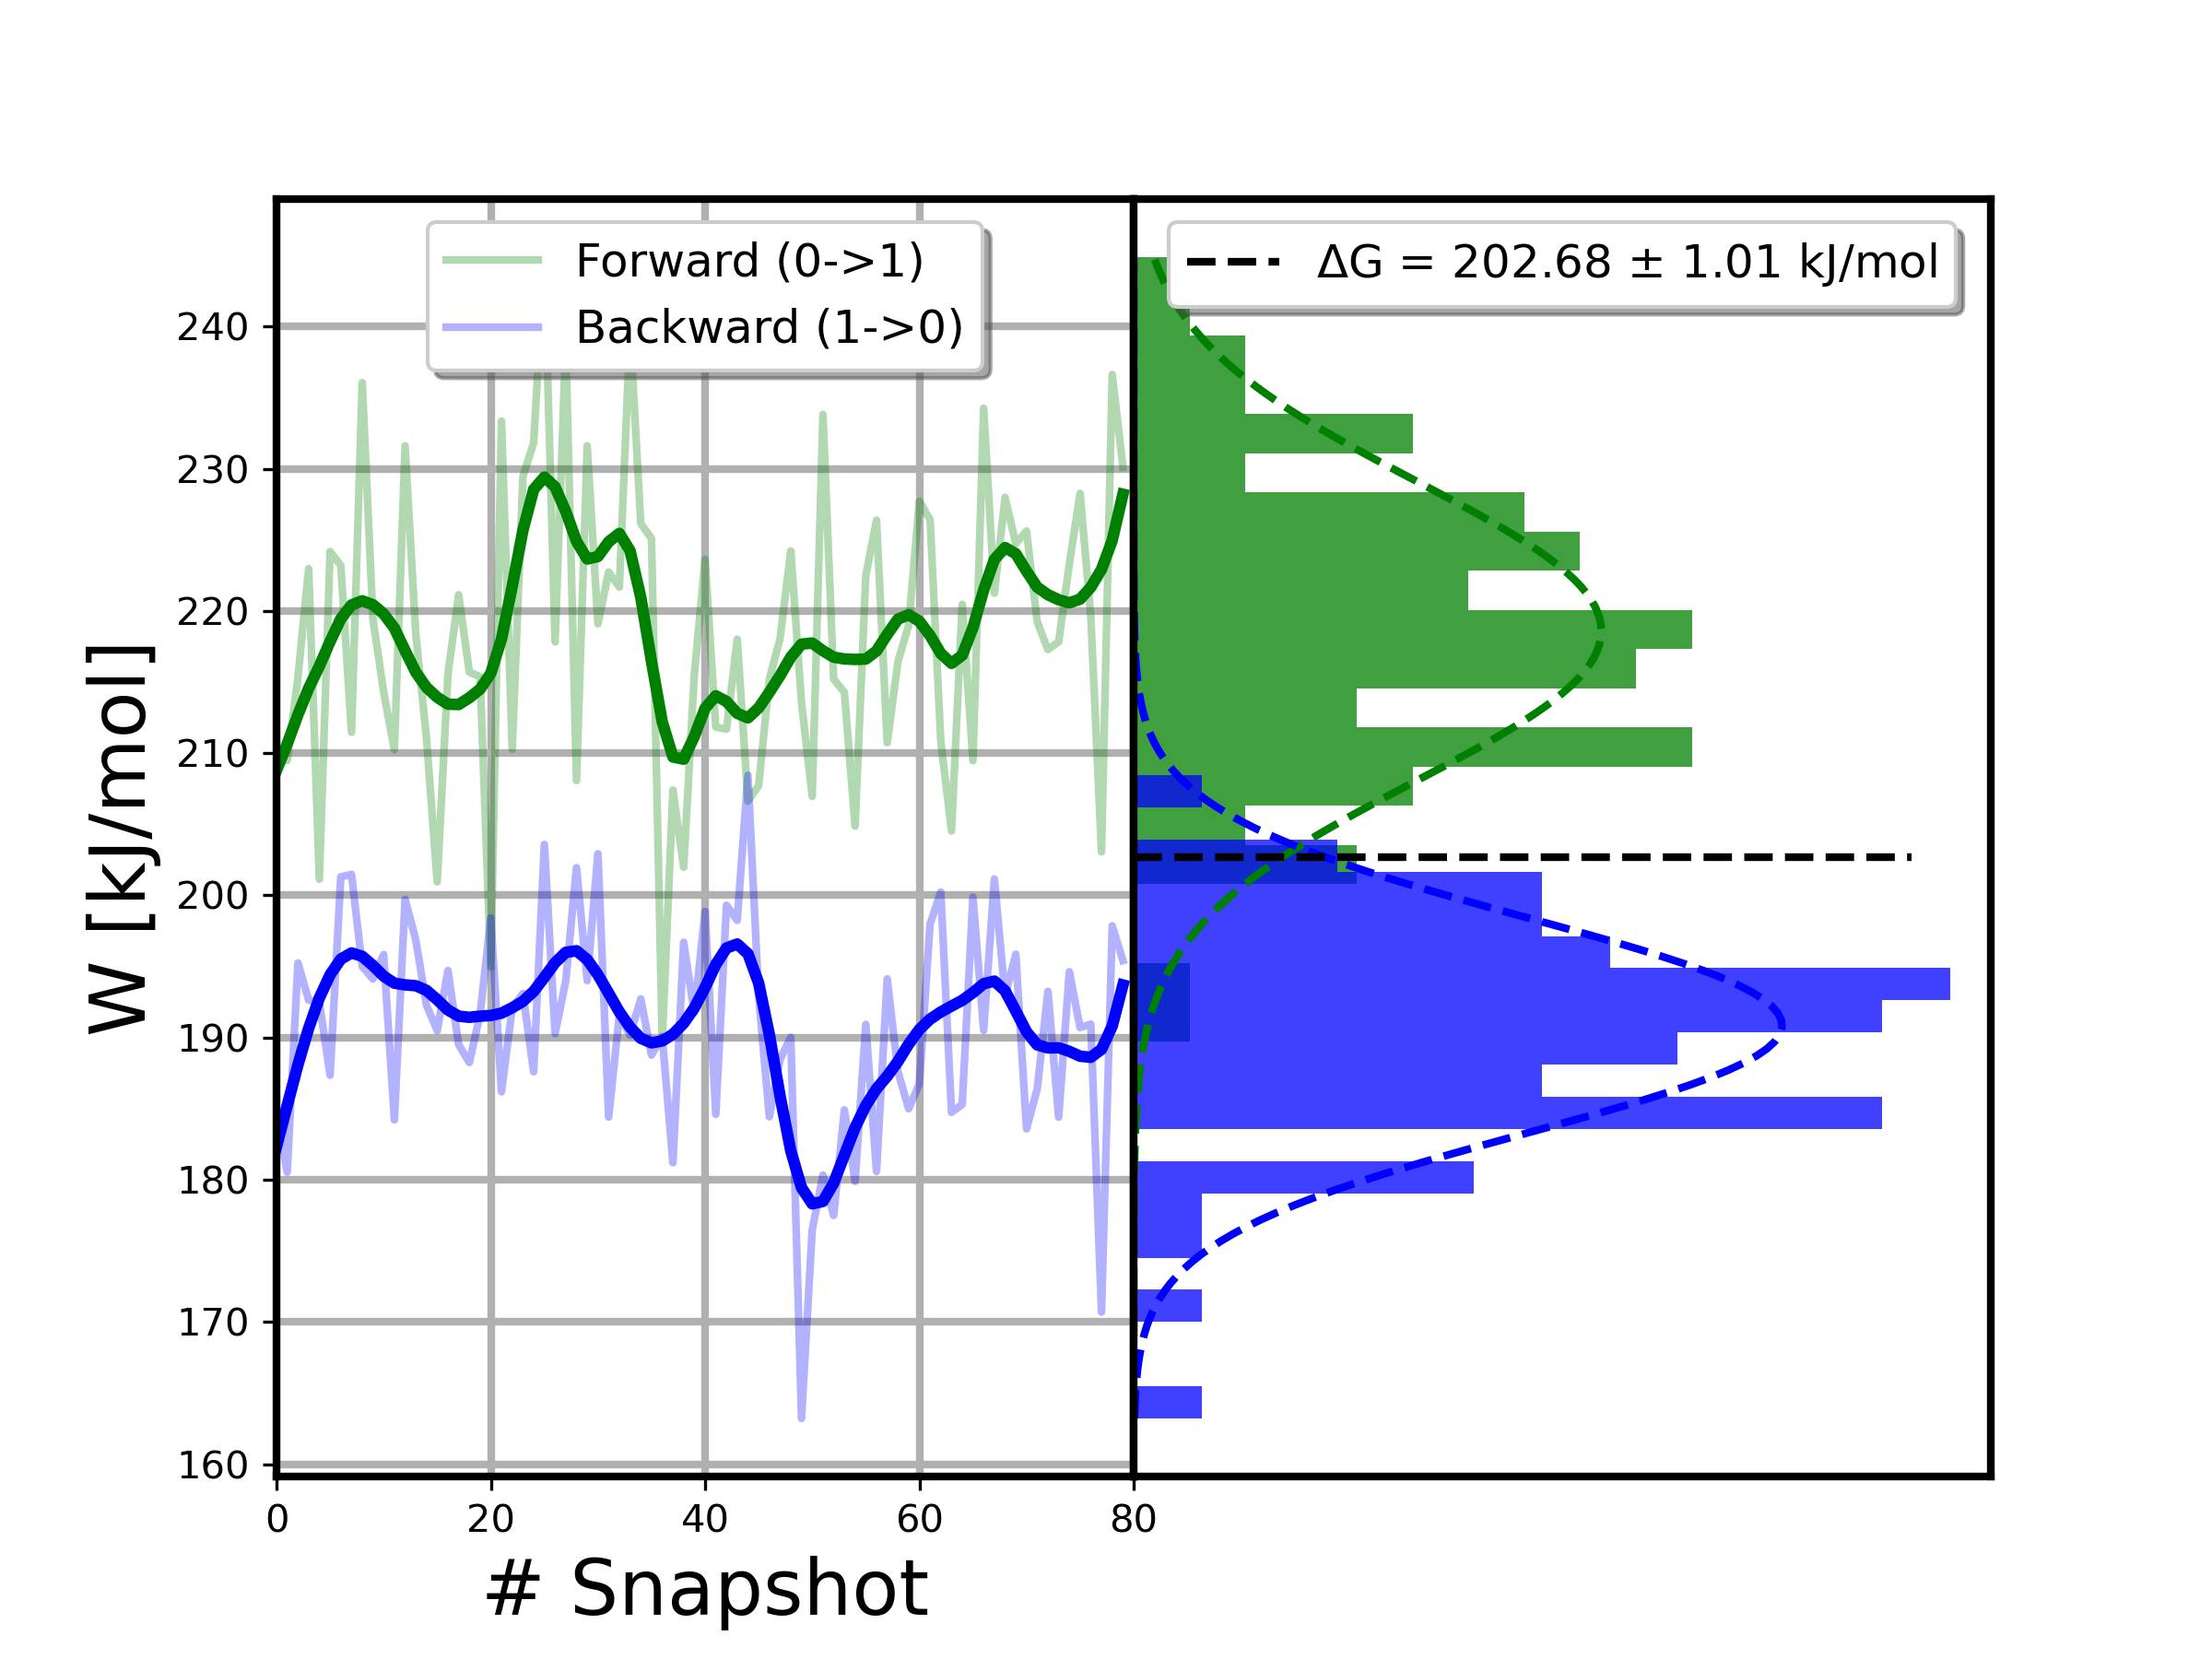 Forward (0->1)
Backward (1->0)
ΔG = 202.68 ± 1.01 kJ/mol
W [kJ/mol]
240
230
220
210
200
190
180
170
160
0
20
40
60
80
# Snapshot